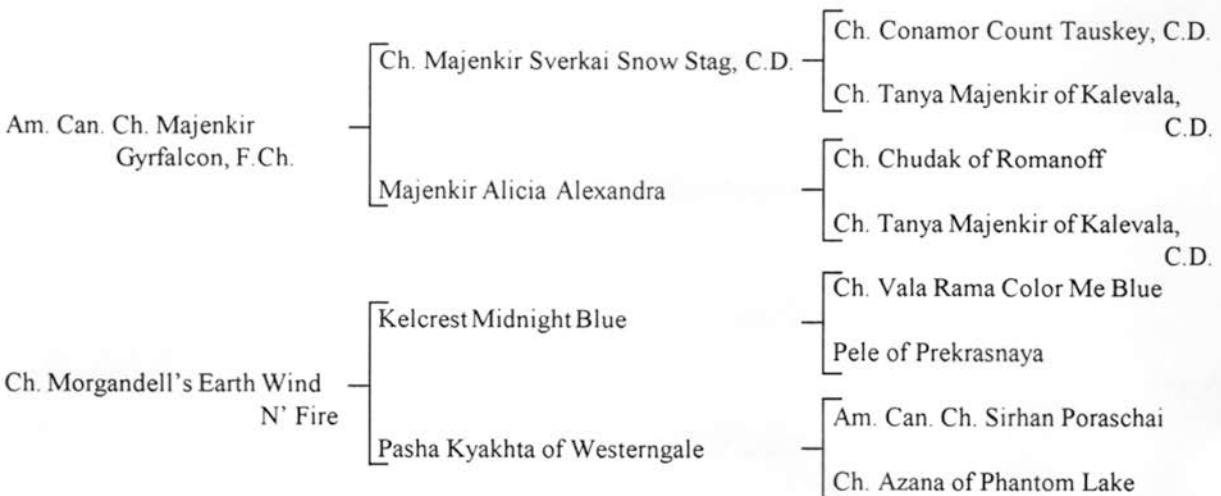 Ch. Conamor Count Tauskey, C.D.
Ch. Majenkir Sverkai Snow Stag, C.D.
Ch. Tanya Majenkir of Kalevala,
C.D.
Am. Can. Ch. Majenkir
Gyrfalcon, F.Ch.
Ch. Chudak of Romanoff
Majenkir Alicia Alexandra
Ch. Tanya Majenkir of Kalevala,
C.D.
Ch. Vala Rama Color Me Blue
Kelcrest Midnight Blue
Pele of Prekrasnaya
Ch. Morgandell's Earth Wind
N' Fire
Am. Can. Ch. Sirhan Poraschai
Pasha Kyakhta of Westerngale
Ch. Azana of Phantom Lake